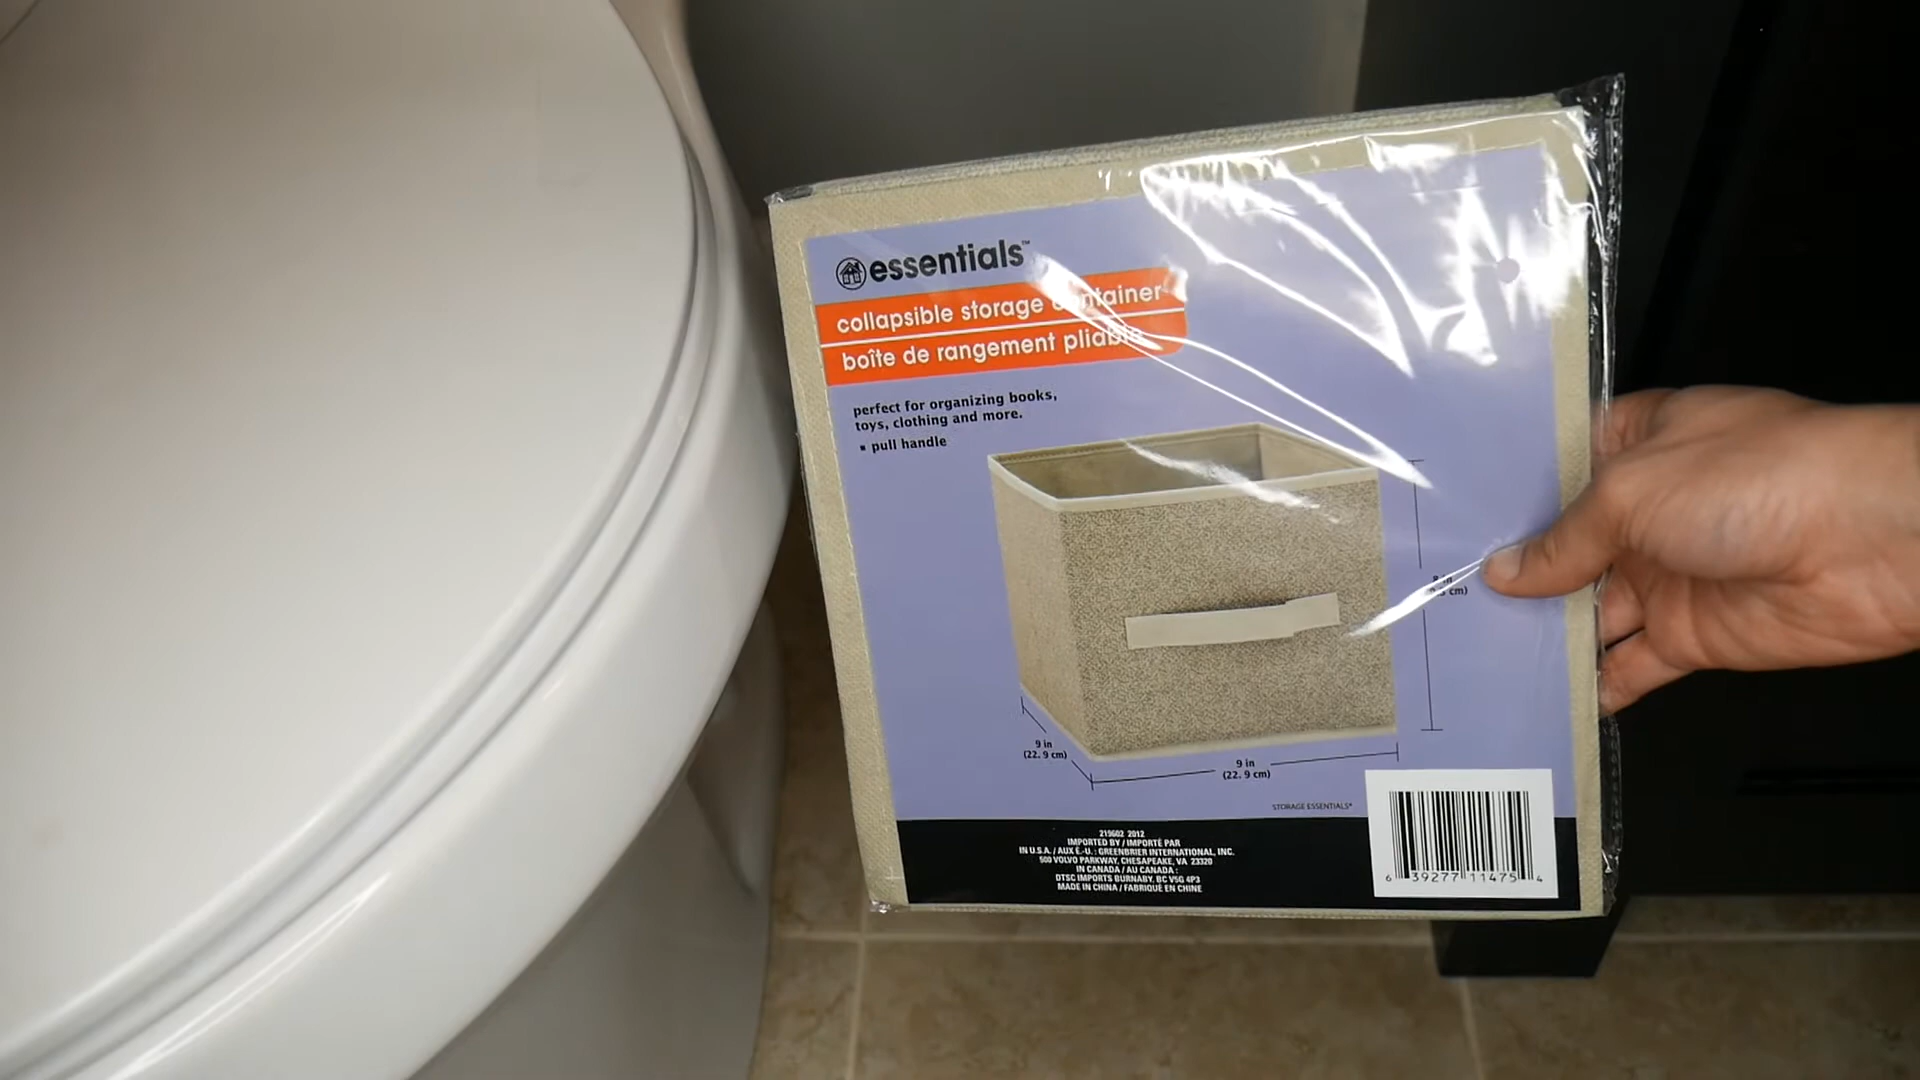 essentials™
collapsible storage container
boîte de rangement pliable
perfect for organizing books,
toys, clothing and more.
▪ pull handle
9 in
(22. 9 cm)
9 in
(22. 9 cm)
STORAGE ESSENTIALS®
219602 2012
IMPORTED BY / IMPORTÉ PAR
IN U.S.A. / AUX É.-U. : GREENBRIER INTERNATIONAL, INC.
500 VOLVO PARKWAY, CHESAPEAKE, VA 23320
IN CANADA / AU CANADA :
DTSC IMPORTS BURNABY, BC V5G 4P3
MADE IN CHINA / FABRIQUÉ EN CHINE
6 39277 11475 4